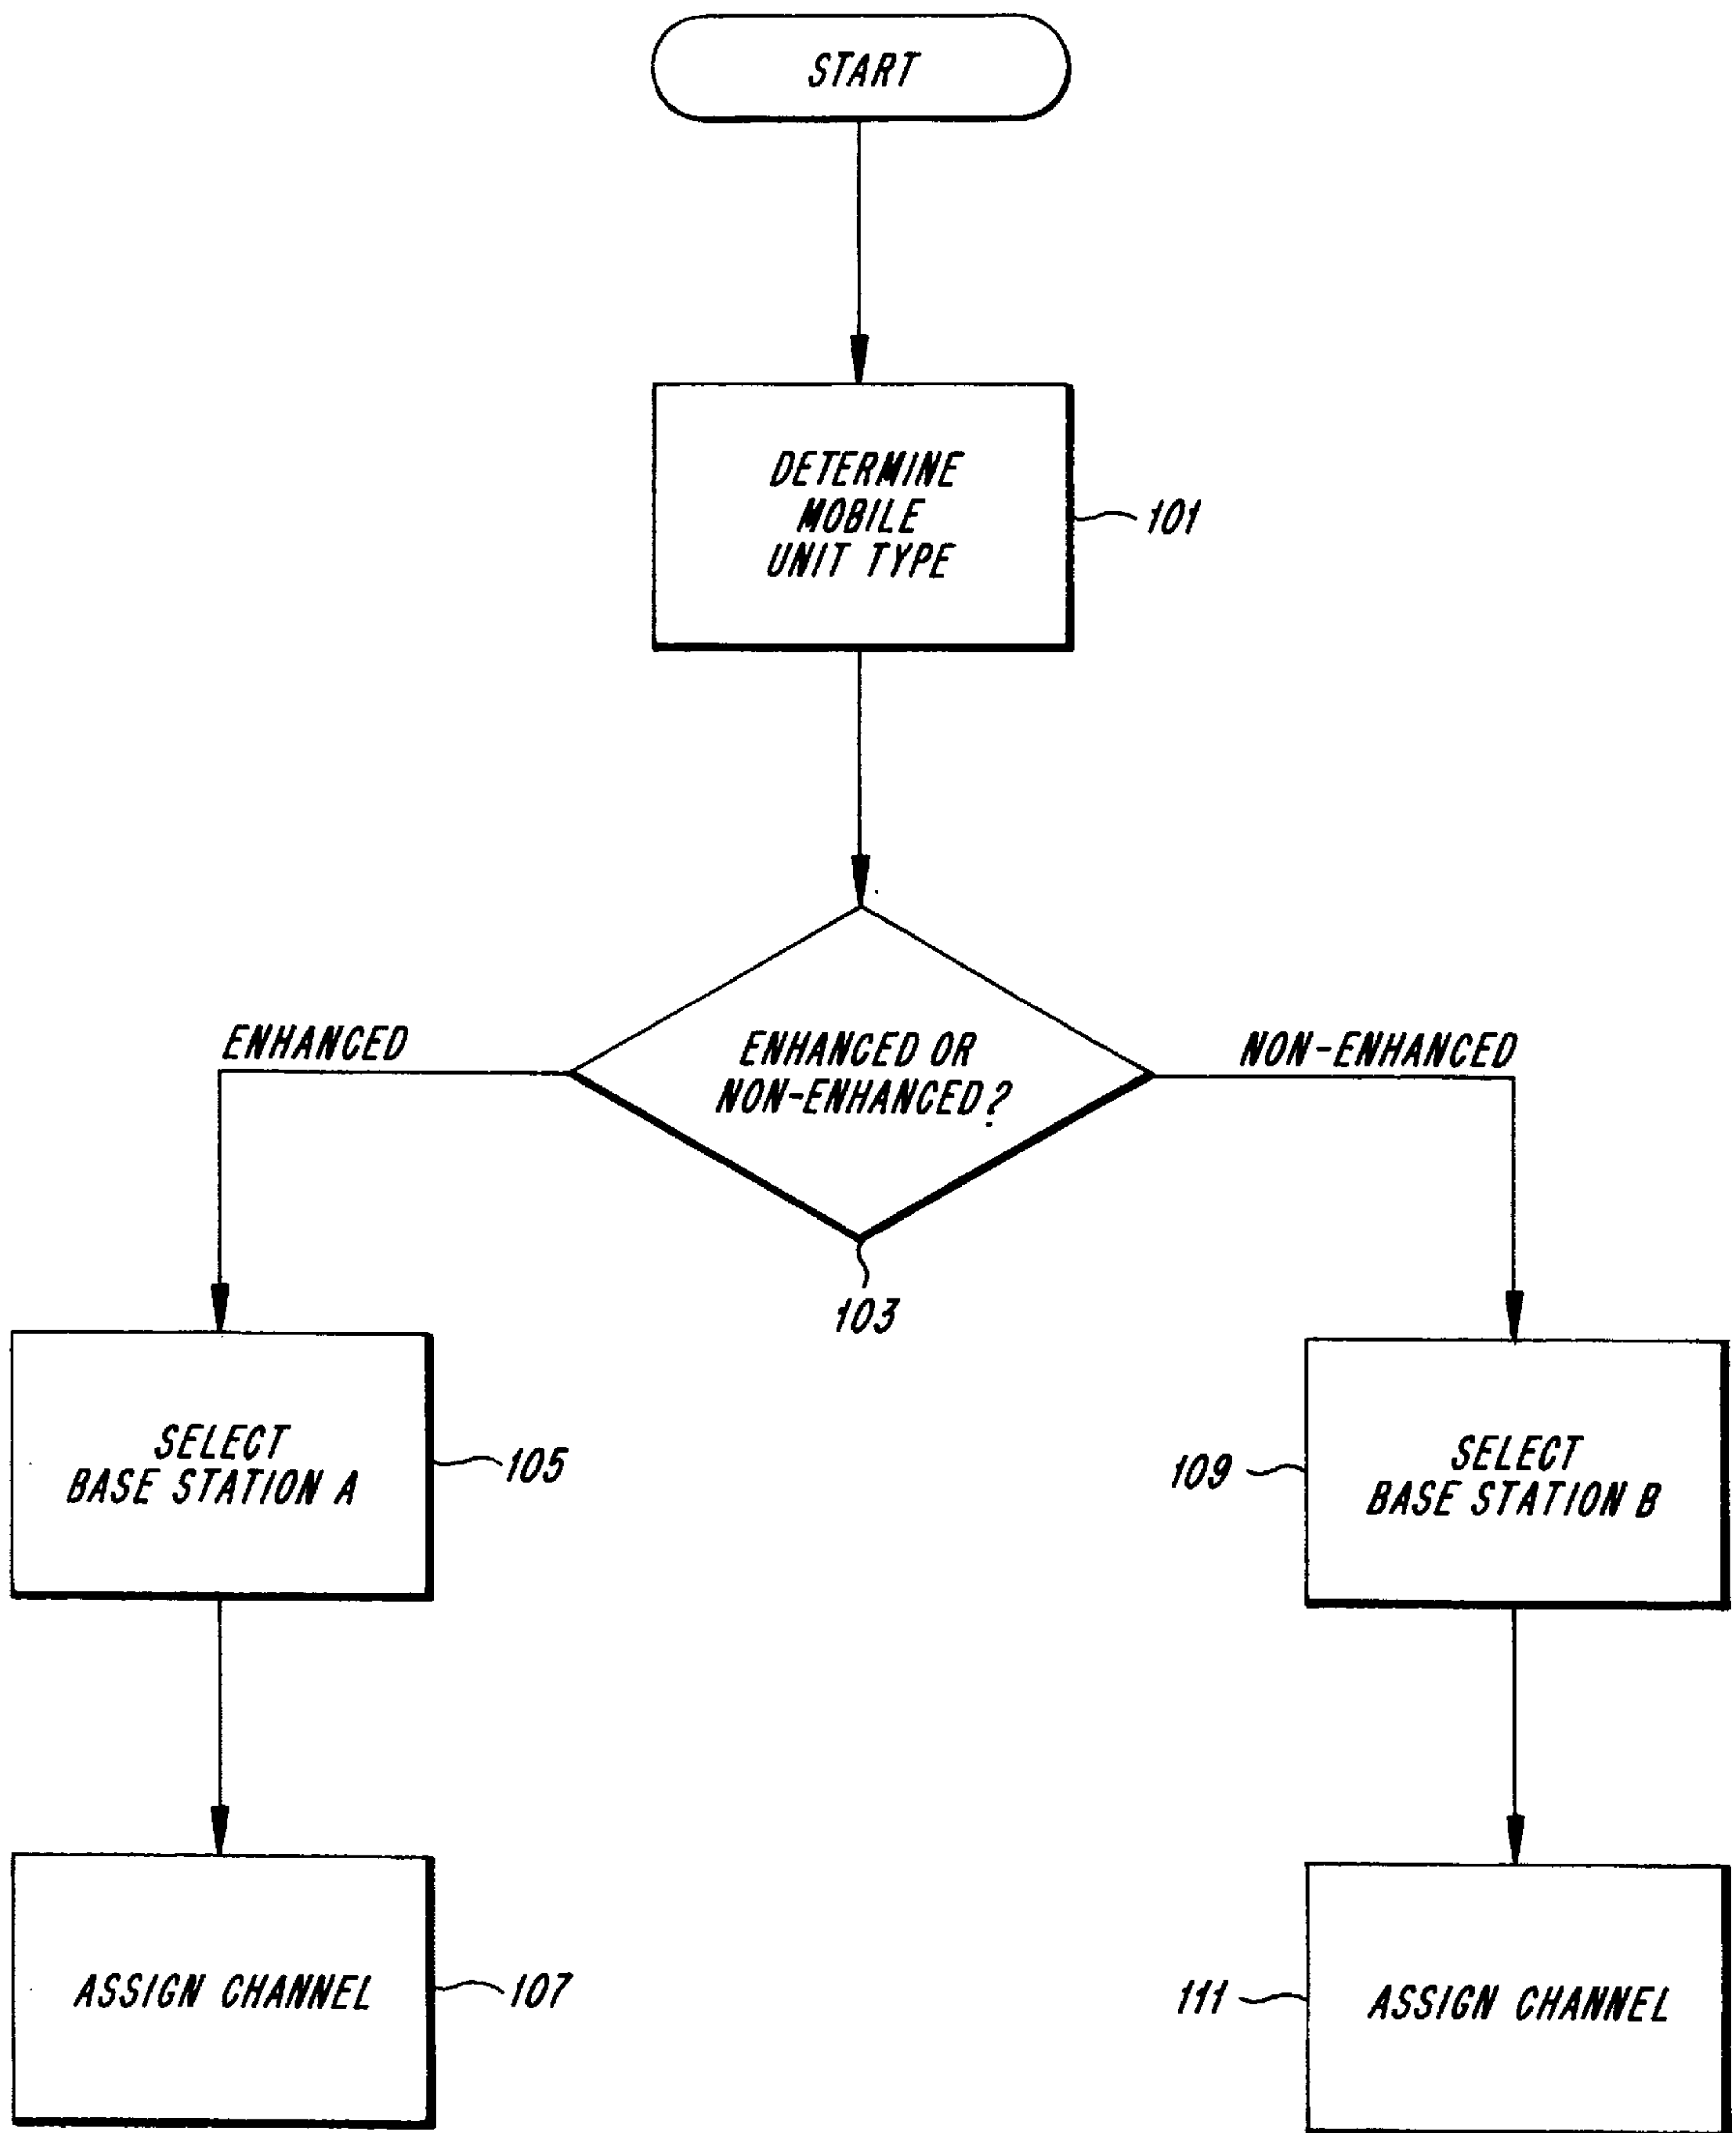 START
DETERMINE
MOBILE
UNIT TYPE
101
ENHANCED
ENHANCED OR
NON-ENHANCED?
NON-ENHANCED
103
SELECT
BASE STATION A
105
109
SELECT
BASE STATION B
ASSIGN CHANNEL
107
111
ASSIGN CHANNEL